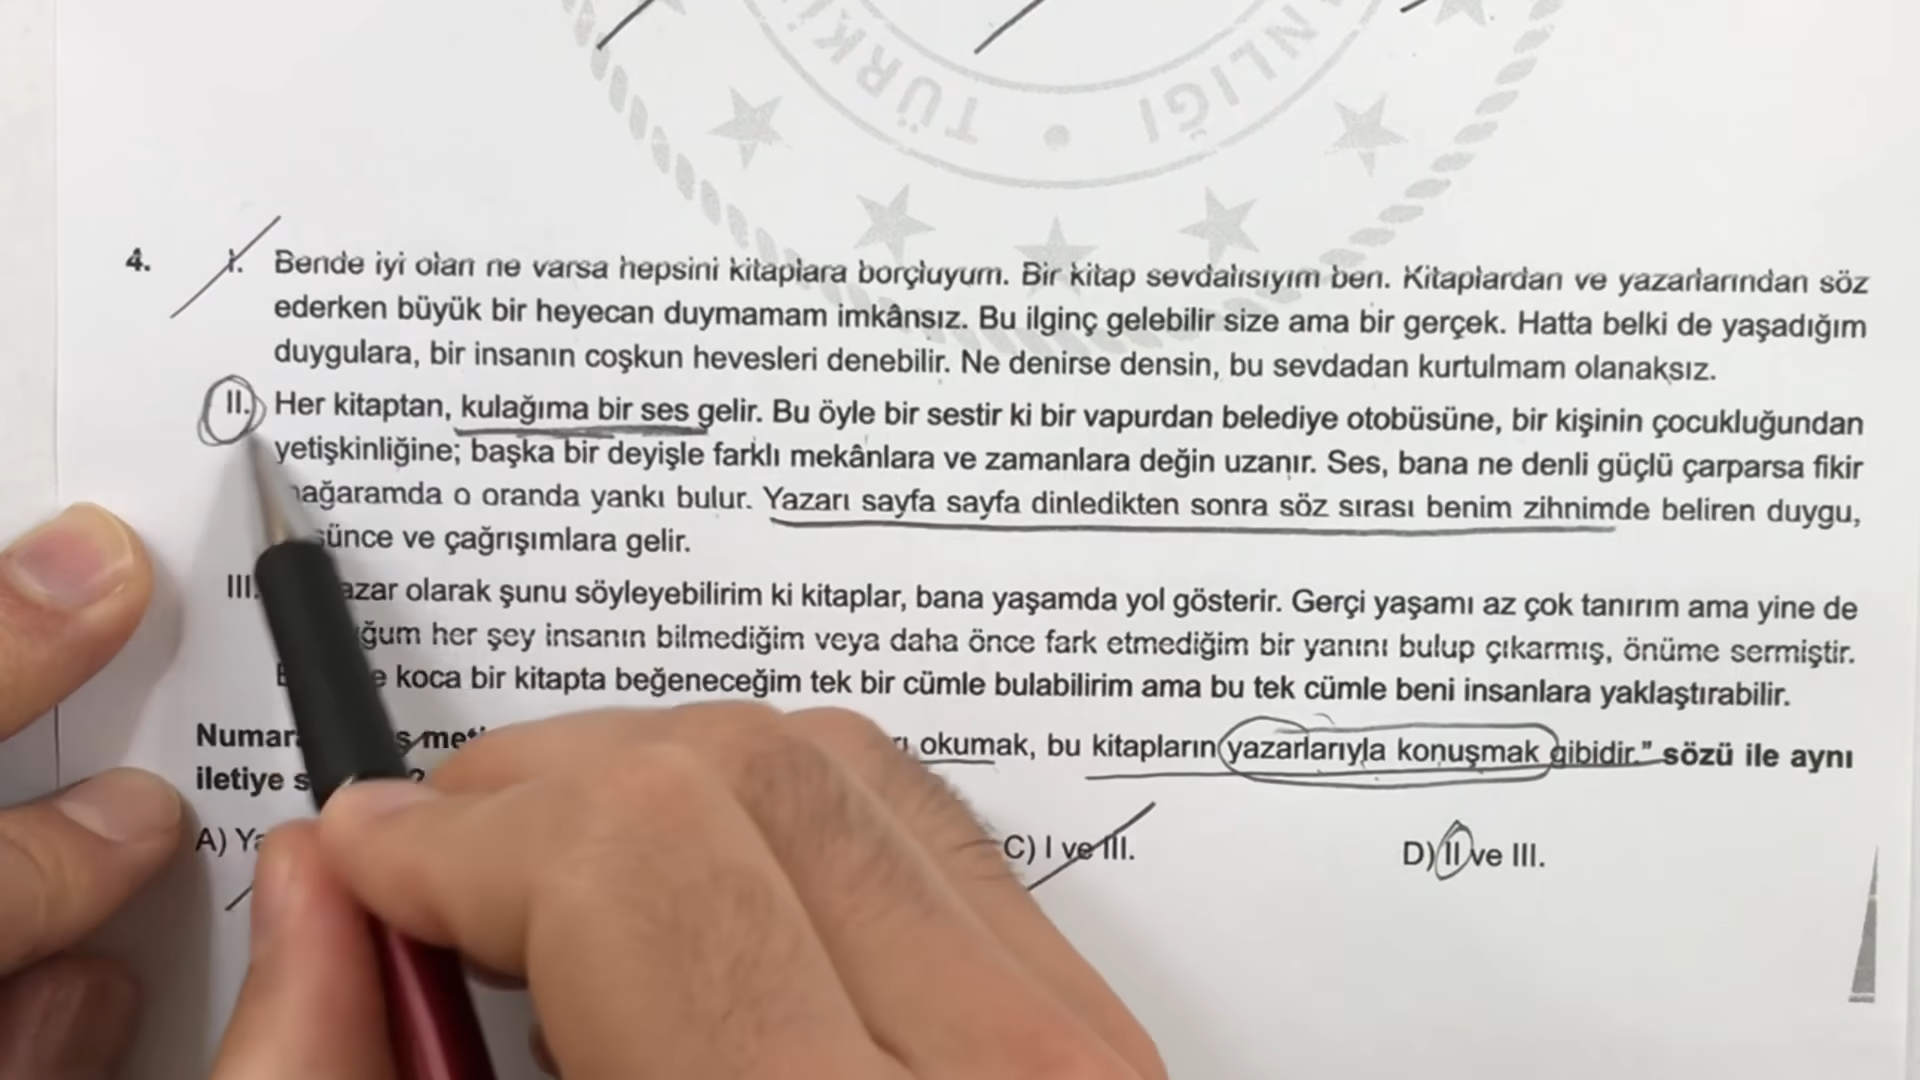 TÜRKİ • NLIĞI
4. I. Bende iyi olan ne varsa hepsini kitaplara borçluyum. Bir kitap sevdalısıyım ben. Kitaplardan ve yazarlarından söz
ederken büyük bir heyecan duymamam imkânsız. Bu ilginç gelebilir size ama bir gerçek. Hatta belki de yaşadığım
duygulara, bir insanın coşkun hevesleri denebilir. Ne denirse densin, bu sevdadan kurtulmam olanaksız.
II. Her kitaptan, kulağıma bir ses gelir. Bu öyle bir sestir ki bir vapurdan belediye otobüsüne, bir kişinin çocukluğundan
yetişkinliğine; başka bir deyişle farklı mekânlara ve zamanlara değin uzanır. Ses, bana ne denli güçlü çarparsa fikir
ağaramda o oranda yankı bulur. Yazarı sayfa sayfa dinledikten sonra söz sırası benim zihnimde beliren duygu,
ünce ve çağrışımlara gelir.
III. azar olarak şunu söyleyebilirim ki kitaplar, bana yaşamda yol gösterir. Gerçi yaşamı az çok tanırım ama yine de
ğum her şey insanın bilmediğim veya daha önce fark etmediğim bir yanını bulup çıkarmış, önüme sermiştir.
e koca bir kitapta beğeneceğim tek bir cümle bulabilirim ama bu tek cümle beni insanlara yaklaştırabilir.
Numar s met okumak, bu kitapların yazarlarıyla konuşmak gibidir." sözü ile aynı
iletiye s ?
A) Ya C) I ve III. D) II ve III.